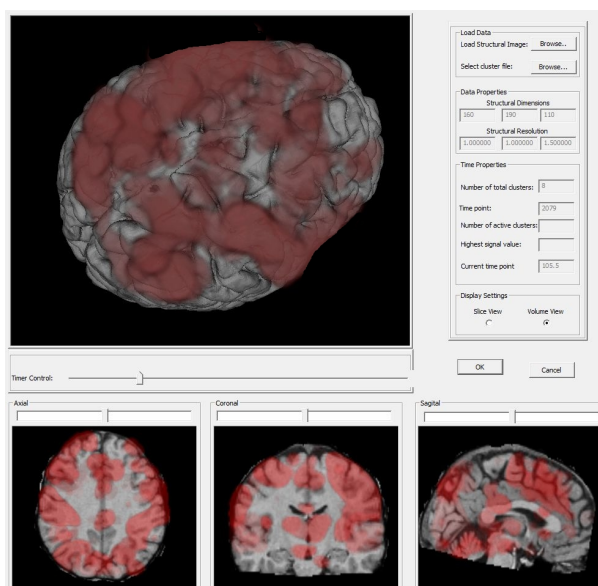 Load Data
Load Structural Image: Browse..
Select cluster file: Browse...
Data Properties
Structural Dimensions
160 190 110
Structural Resolution
1.000000 1.000000 1.500000
Time Properties
Number of total clusters: 8
Time point: 2079
Number of active clusters:
Highest signal value:
Current time point 105.5
Display Settings
Slice View Volume View
OK Cancel
Timer Control:
Axial Coronal Sagital